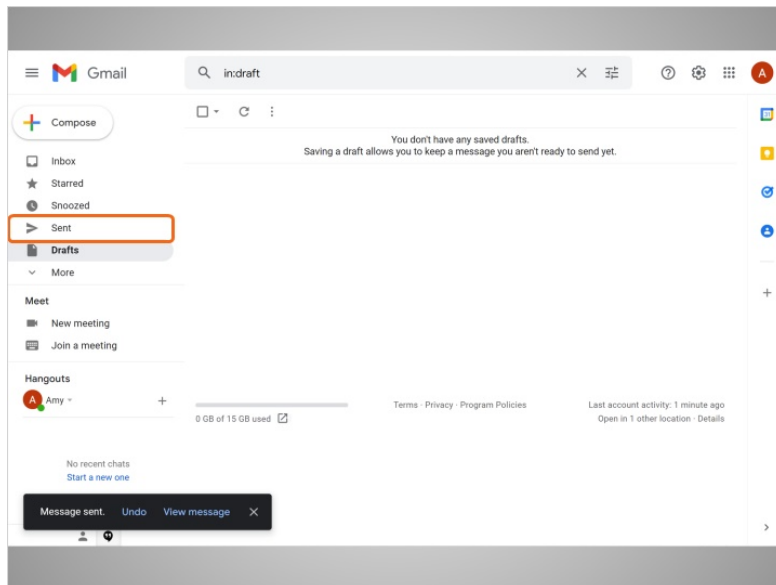 Gmail
in:draft
A
Compose
You don't have any saved drafts.
Saving a draft allows you to keep a message you aren't ready to send yet.
Inbox
Starred
Snoozed
Sent
Drafts
More
Meet
New meeting
Join a meeting
Hangouts
A Amy
Terms · Privacy · Program Policies
Last account activity: 1 minute ago
0 GB of 15 GB used
Open in 1 other location · Details
No recent chats
Start a new one
Message sent. Undo View message